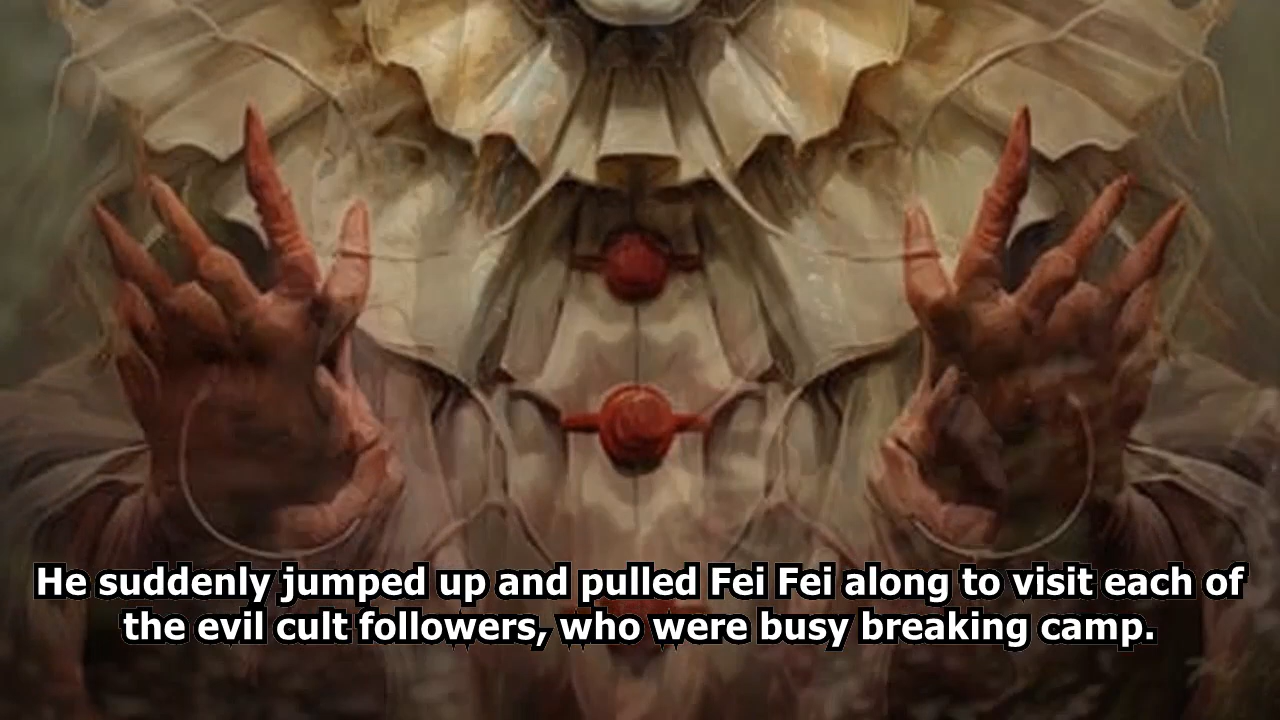 He suddenly jumped up and pulled Fei Fei along to visit each of
the evil cult followers, who were busy breaking camp.